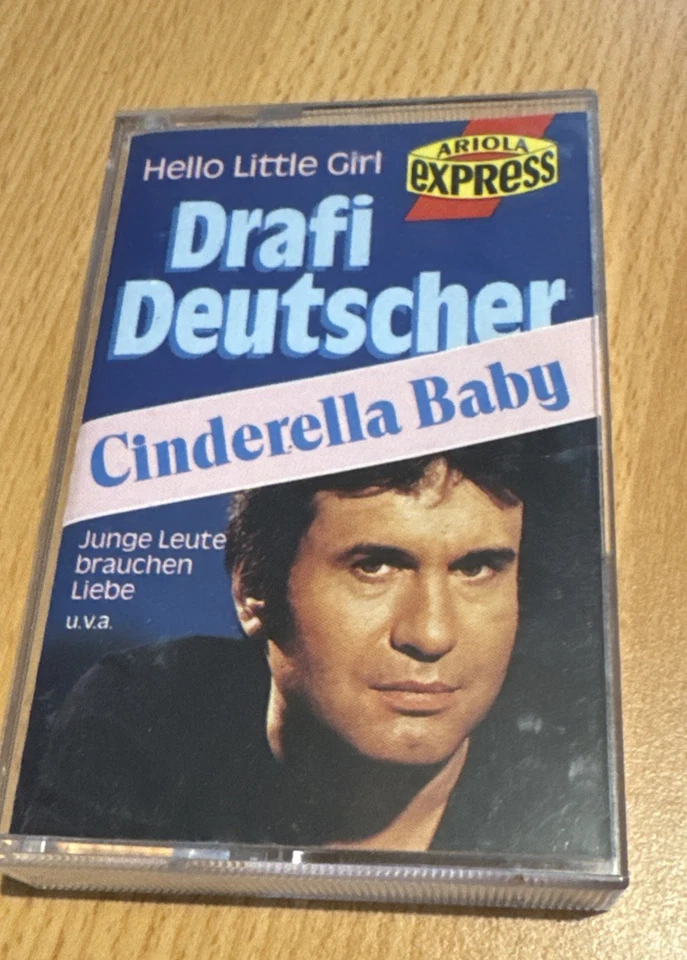 Hello Little Girl
ARIOLA
EXPRESS
Drafi
Deutscher
Cinderella Baby
Junge Leute
brauchen
Liebe
u.v.a.